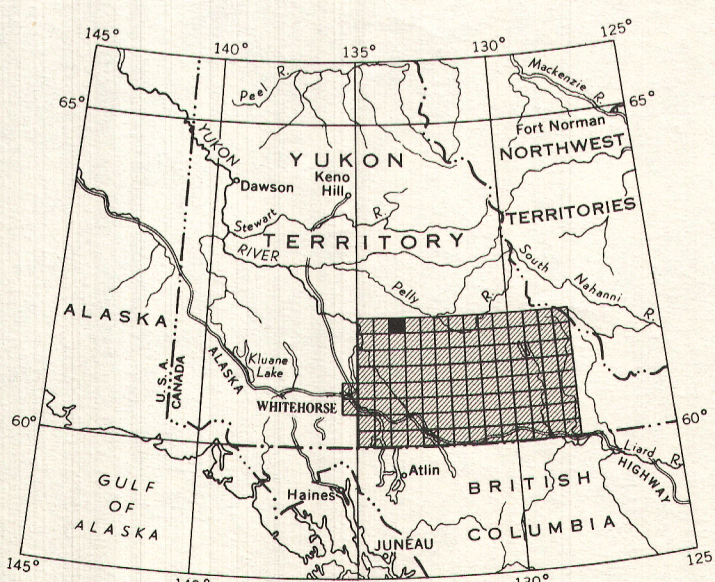 145°
140°
135°
130°
125°
Peel R.
Mackenzie R.
65°
65°
Fort Norman
YUKON
YUKON
NORTHWEST
Keno
Hill
Dawson
TERRITORIES
Stewart R.
TERRITORY
RIVER
South Nahanni R.
Pelly R.
ALASKA
U.S.A.
CANADA
ALASKA
Kluane
Lake
WHITEHORSE
60°
60°
Liard R.
HIGHWAY
Atlin
BRITISH
GULF
OF
ALASKA
Haines
COLUMBIA
JUNEAU
145°
140°
130°
125